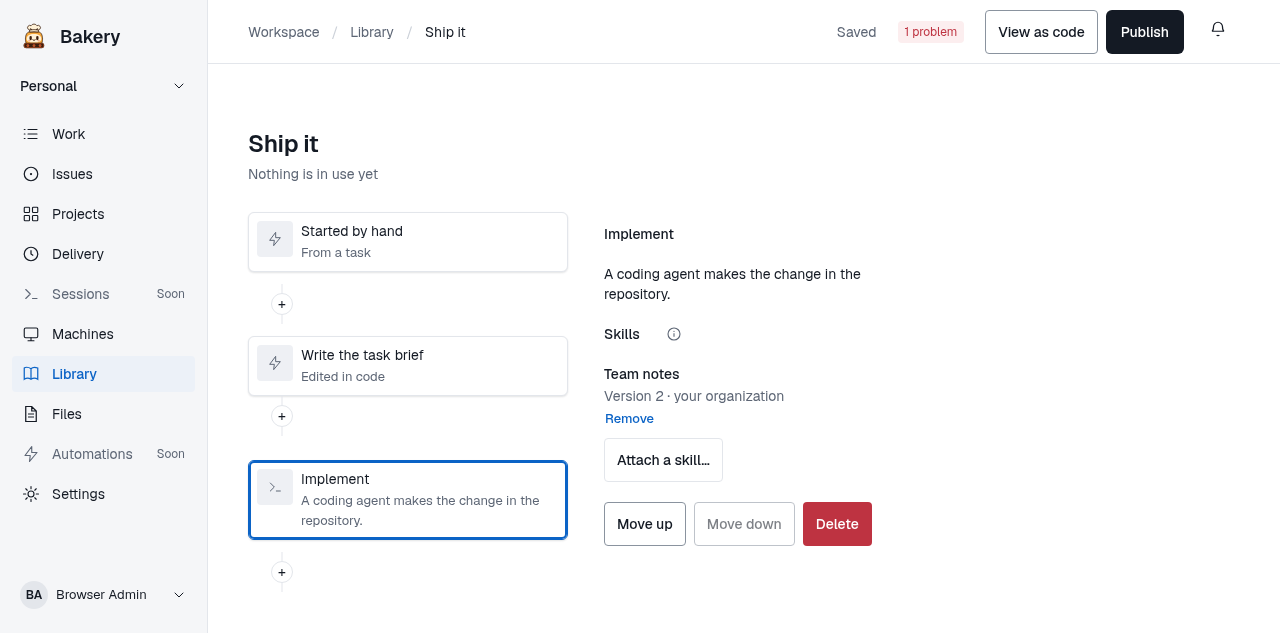 Bakery
Personal
Work
Issues
Projects
Delivery
Sessions Soon
Machines
Library
Files
Automations Soon
Settings
BA Browser Admin
Workspace / Library / Ship it
Saved 1 problem View as code Publish
Ship it
Nothing is in use yet
Started by hand
From a task
+
Write the task brief
Edited in code
+
Implement
A coding agent makes the change in the
repository.
+
Implement
A coding agent makes the change in the
repository.
Skills
Team notes
Version 2 · your organization
Remove
Attach a skill...
Move up Move down Delete